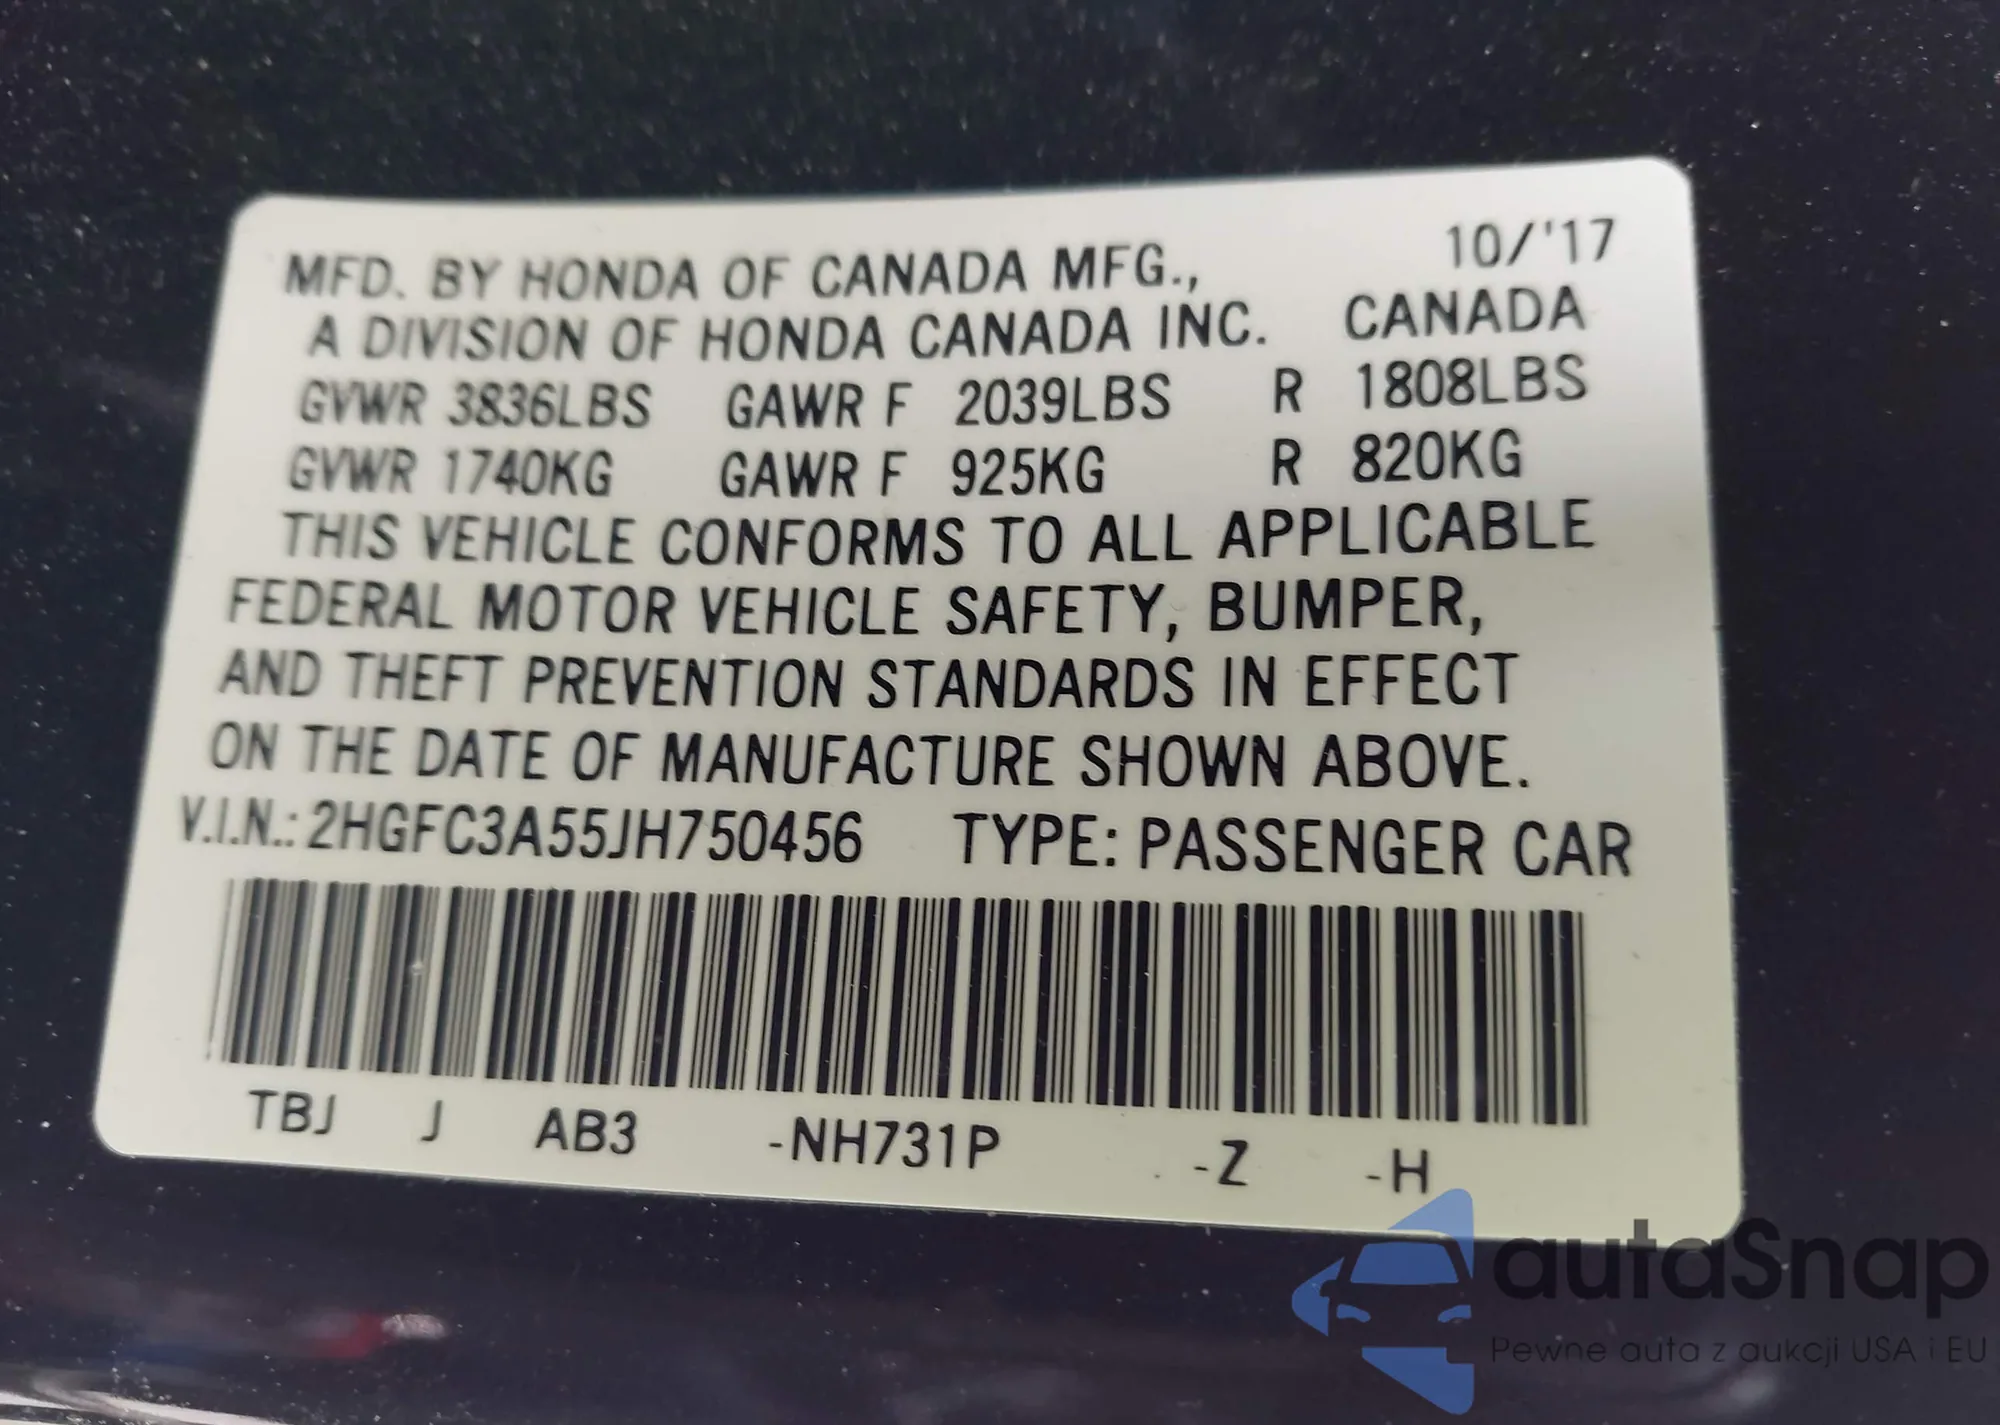 10/'17
MFD. BY HONDA OF CANADA MFG.,
A DIVISION OF HONDA CANADA INC. CANADA
GVWR 3836LBS GAWR F 2039LBS R 1808LBS
GVWR 1740KG GAWR F 925KG R 820KG
THIS VEHICLE CONFORMS TO ALL APPLICABLE
FEDERAL MOTOR VEHICLE SAFETY, BUMPER,
AND THEFT PREVENTION STANDARDS IN EFFECT
ON THE DATE OF MANUFACTURE SHOWN ABOVE.
V.I.N.: 2HGFC3A55JH750456 TYPE: PASSENGER CAR
TBJ J AB3 -NH731P -Z -H
autaSnap
Pewne auta z aukcji USA i EU